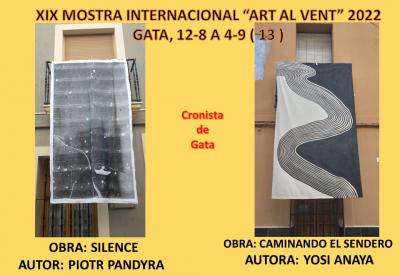 XIX MOSTRA INTERNACIONAL “ART AL VENT” 2022
GATA, 12-8 A 4-9 ( 13 )
Cronista
de
Gata
OBRA: SILENCE
AUTOR: PIOTR PANDYRA
OBRA: CAMINANDO EL SENDERO
AUTORA: YOSI ANAYA